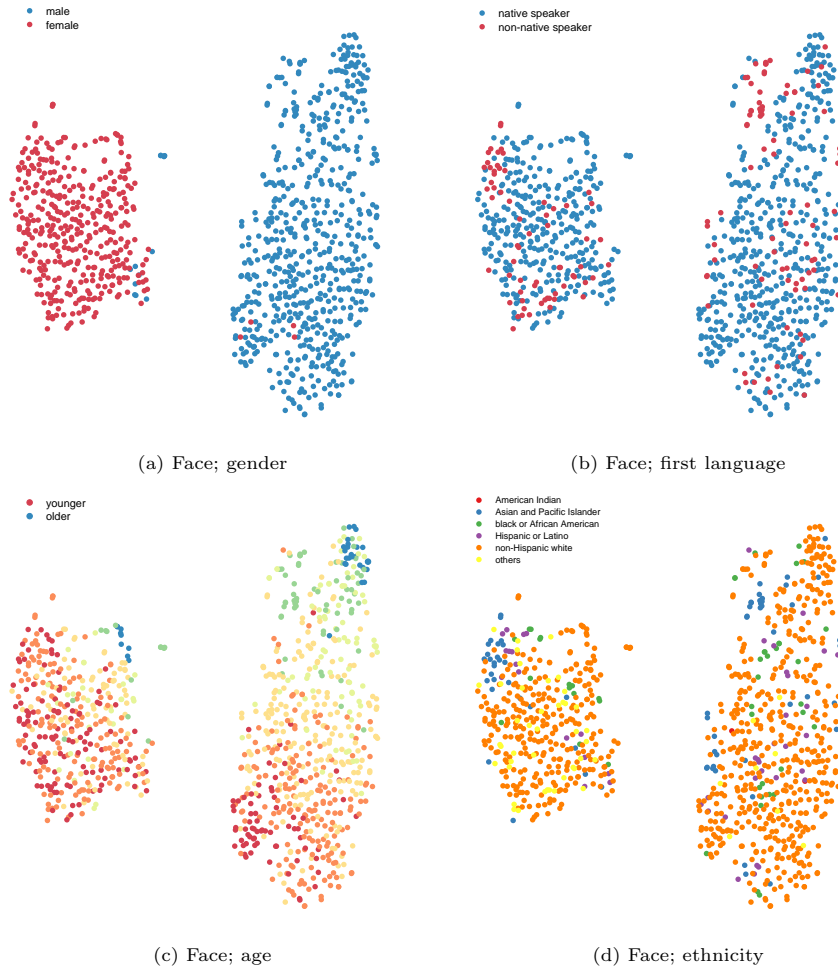 male
female
native speaker
non-native speaker
(a) Face; gender
(b) Face; first language
younger
older
American Indian
Asian and Pacific Islander
black or African American
Hispanic or Latino
non-Hispanic white
others
(c) Face; age
(d) Face; ethnicity